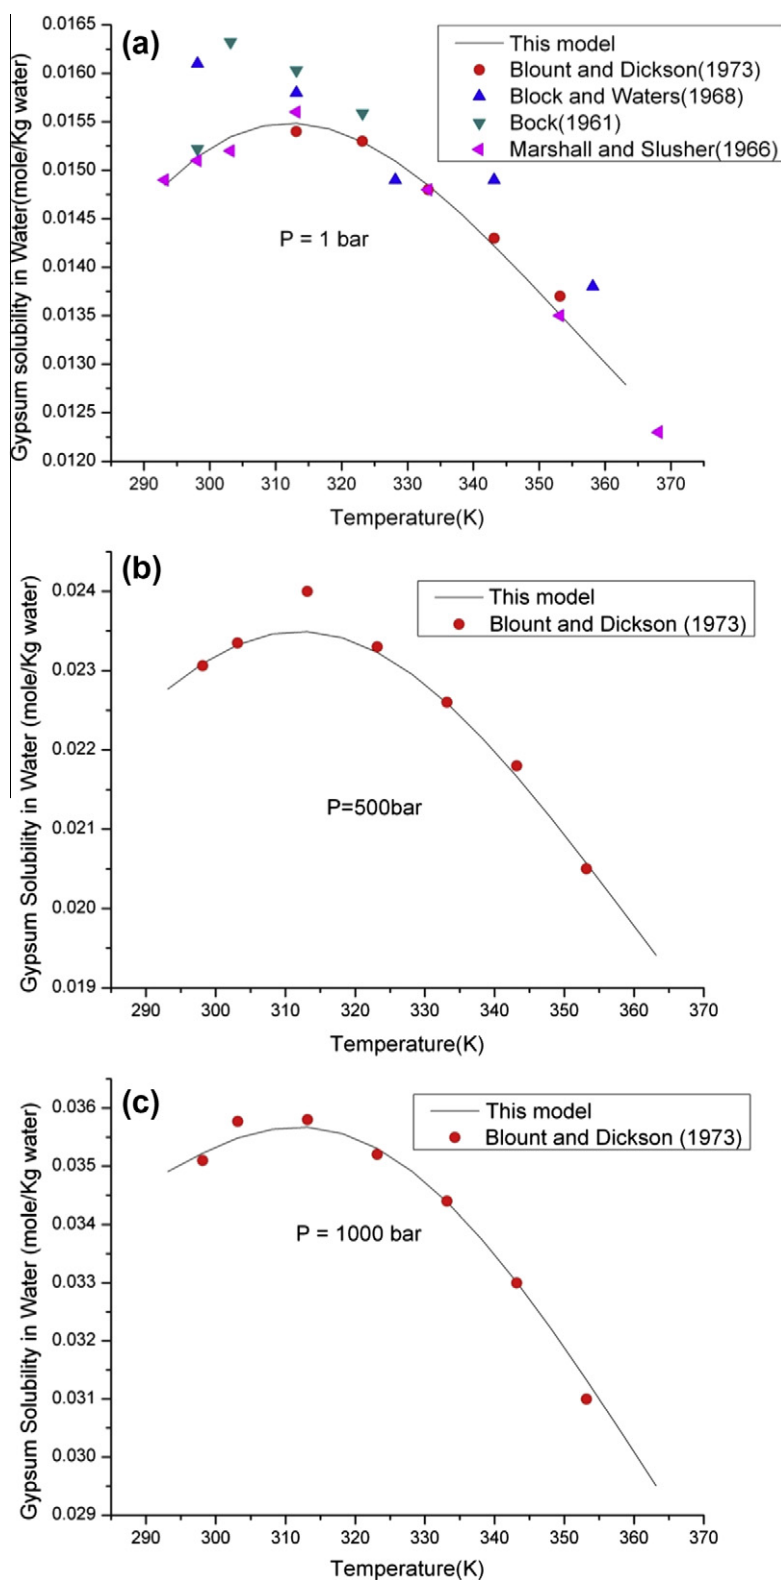 (a)
This model
Blount and Dickson(1973)
Block and Waters(1968)
Bock(1961)
Marshall and Slusher(1966)
P = 1 bar
Gypsum solubility in Water(mole/Kg water)
0.0165
0.0160
0.0155
0.0150
0.0145
0.0140
0.0135
0.0130
0.0125
0.0120
290 300 310 320 330 340 350 360 370
Temperature(K)
(b)
This model
Blount and Dickson (1973)
P=500bar
Gypsum Solubility in Water (mole/Kg water)
0.024
0.023
0.022
0.021
0.020
0.019
290 300 310 320 330 340 350 360 370
Temperature(K)
(c)
This model
Blount and Dickson (1973)
P = 1000 bar
Gypsum Solubility in Water (mole/Kg water)
0.036
0.035
0.034
0.033
0.032
0.031
0.030
0.029
290 300 310 320 330 340 350 360 370
Temperature(K)